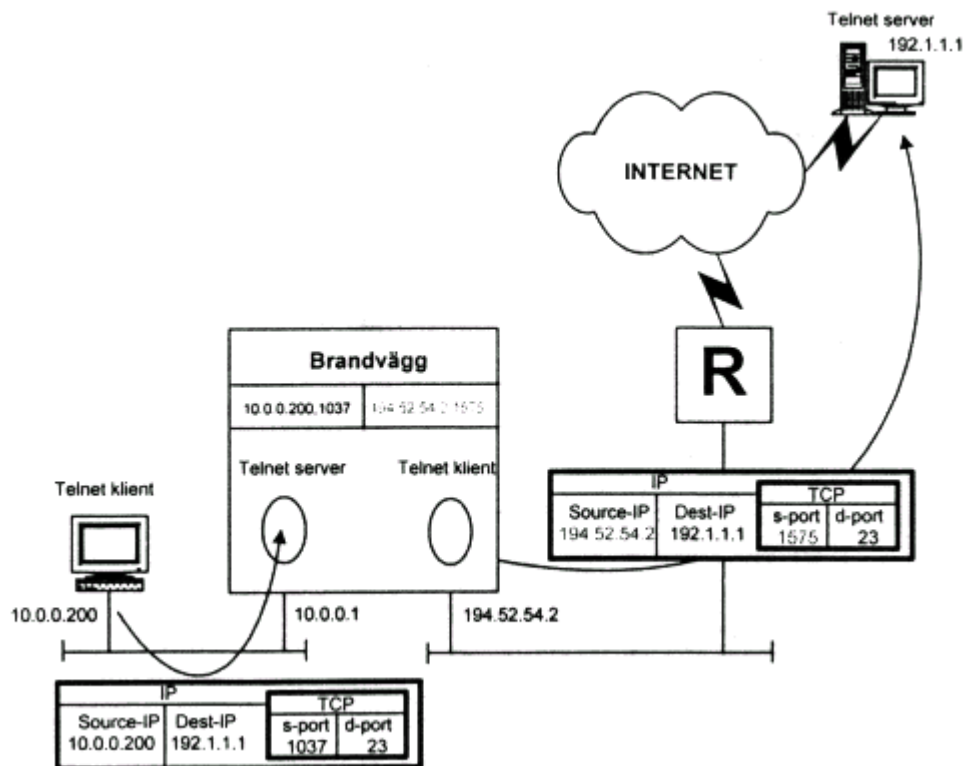 Telnet server
192.1.1.1
INTERNET
R
Brandvägg
10.0.0.200.1037
194.52.54.2.1575
Telnet server
Telnet klient
Telnet klient
IP
TCP
Source-IP
Dest-IP
s-port
d-port
194.52.54.2
192.1.1.1
1575
23
10.0.0.200
10.0.0.1
194.52.54.2
IP
TCP
Source-IP
Dest-IP
s-port
d-port
10.0.0.200
192.1.1.1
1037
23